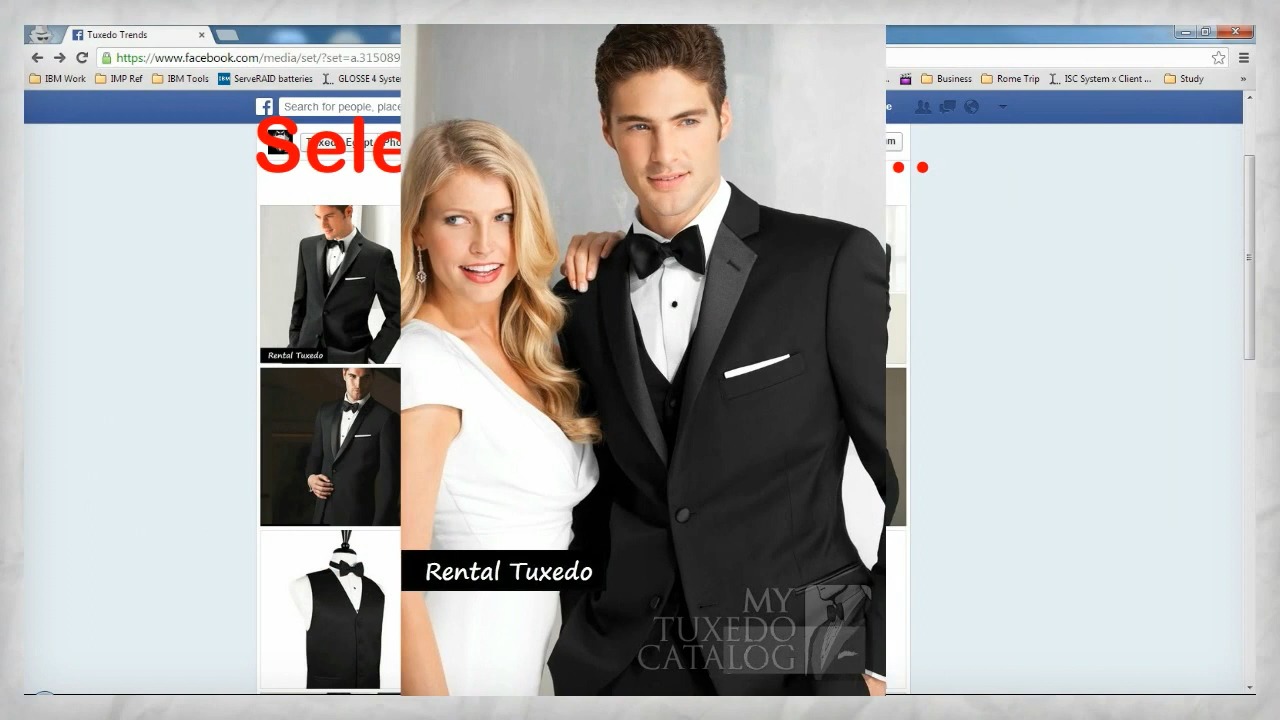 Tuxedo Trends
https://www.facebook.com/media/set/?set=a.315089
IBM Work IMP Ref IBM Tools ServeRAID batteries GLOSSE 4 Syste
Business Rome Trip ISC System x Client ... Study »
Search for people, place
Sele
..
Rental Tuxedo
Rental Tuxedo
MY
TUXEDO
CATALOG